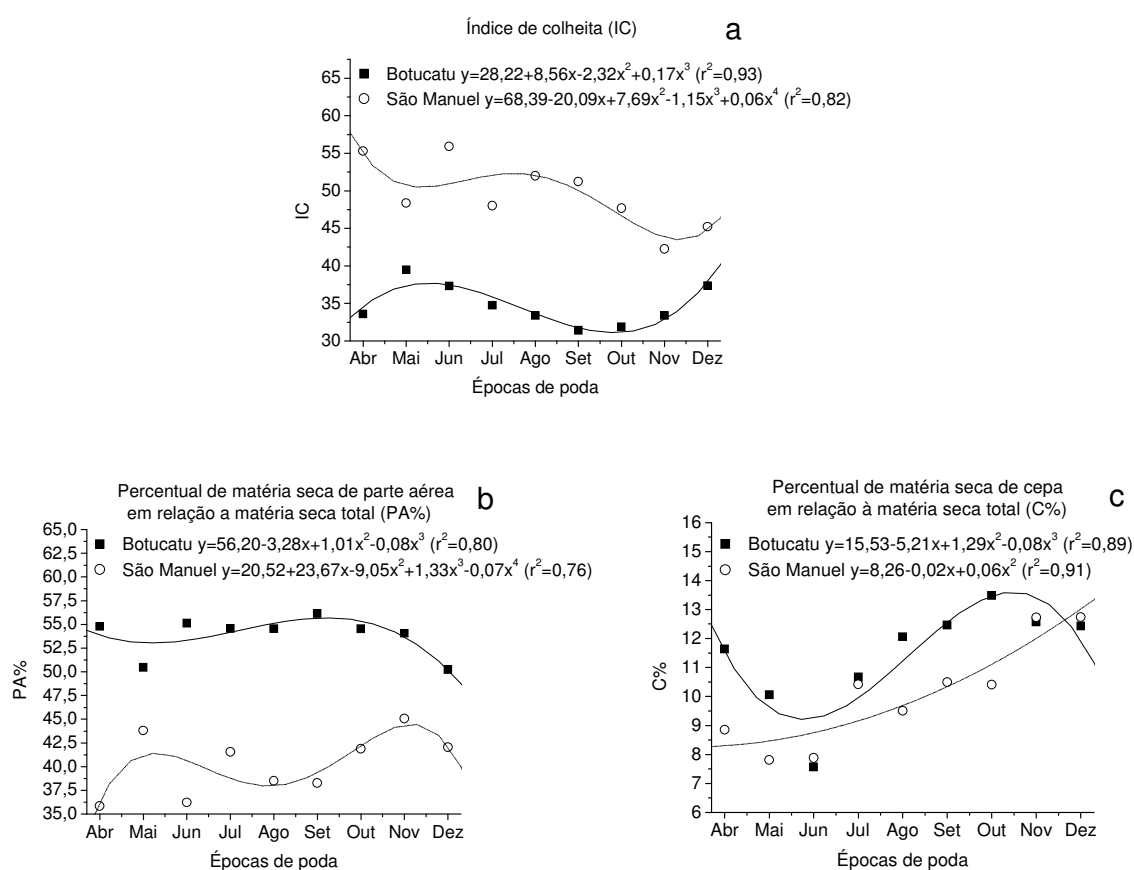 Índice de colheita (IC)
a
Botucatu y=28,22+8,56x-2,32x²+0,17x³ (r²=0,93)
São Manuel y=68,39-20,09x+7,69x²-1,15x³+0,06x⁴ (r²=0,82)
65
60
55
50
45
40
35
30
IC
Abr Mai Jun Jul Ago Set Out Nov Dez
Épocas de poda
Percentual de matéria seca de parte aérea
em relação a matéria seca total (PA%)
b
Botucatu y=56,20-3,28x+1,01x²-0,08x³ (r²=0,80)
São Manuel y=20,52+23,67x-9,05x²+1,33x³-0,07x⁴ (r²=0,76)
65,0
62,5
60,0
57,5
55,0
52,5
50,0
47,5
45,0
42,5
40,0
37,5
35,0
PA%
Abr Mai Jun Jul Ago Set Out Nov Dez
Épocas de poda
Percentual de matéria seca de cepa
em relação à matéria seca total (C%)
c
Botucatu y=15,53-5,21x+1,29x²-0,08x³ (r²=0,89)
São Manuel y=8,26-0,02x+0,06x² (r²=0,91)
16
15
14
13
12
11
10
9
8
7
6
C%
Abr Mai Jun Jul Ago Set Out Nov Dez
Épocas de poda